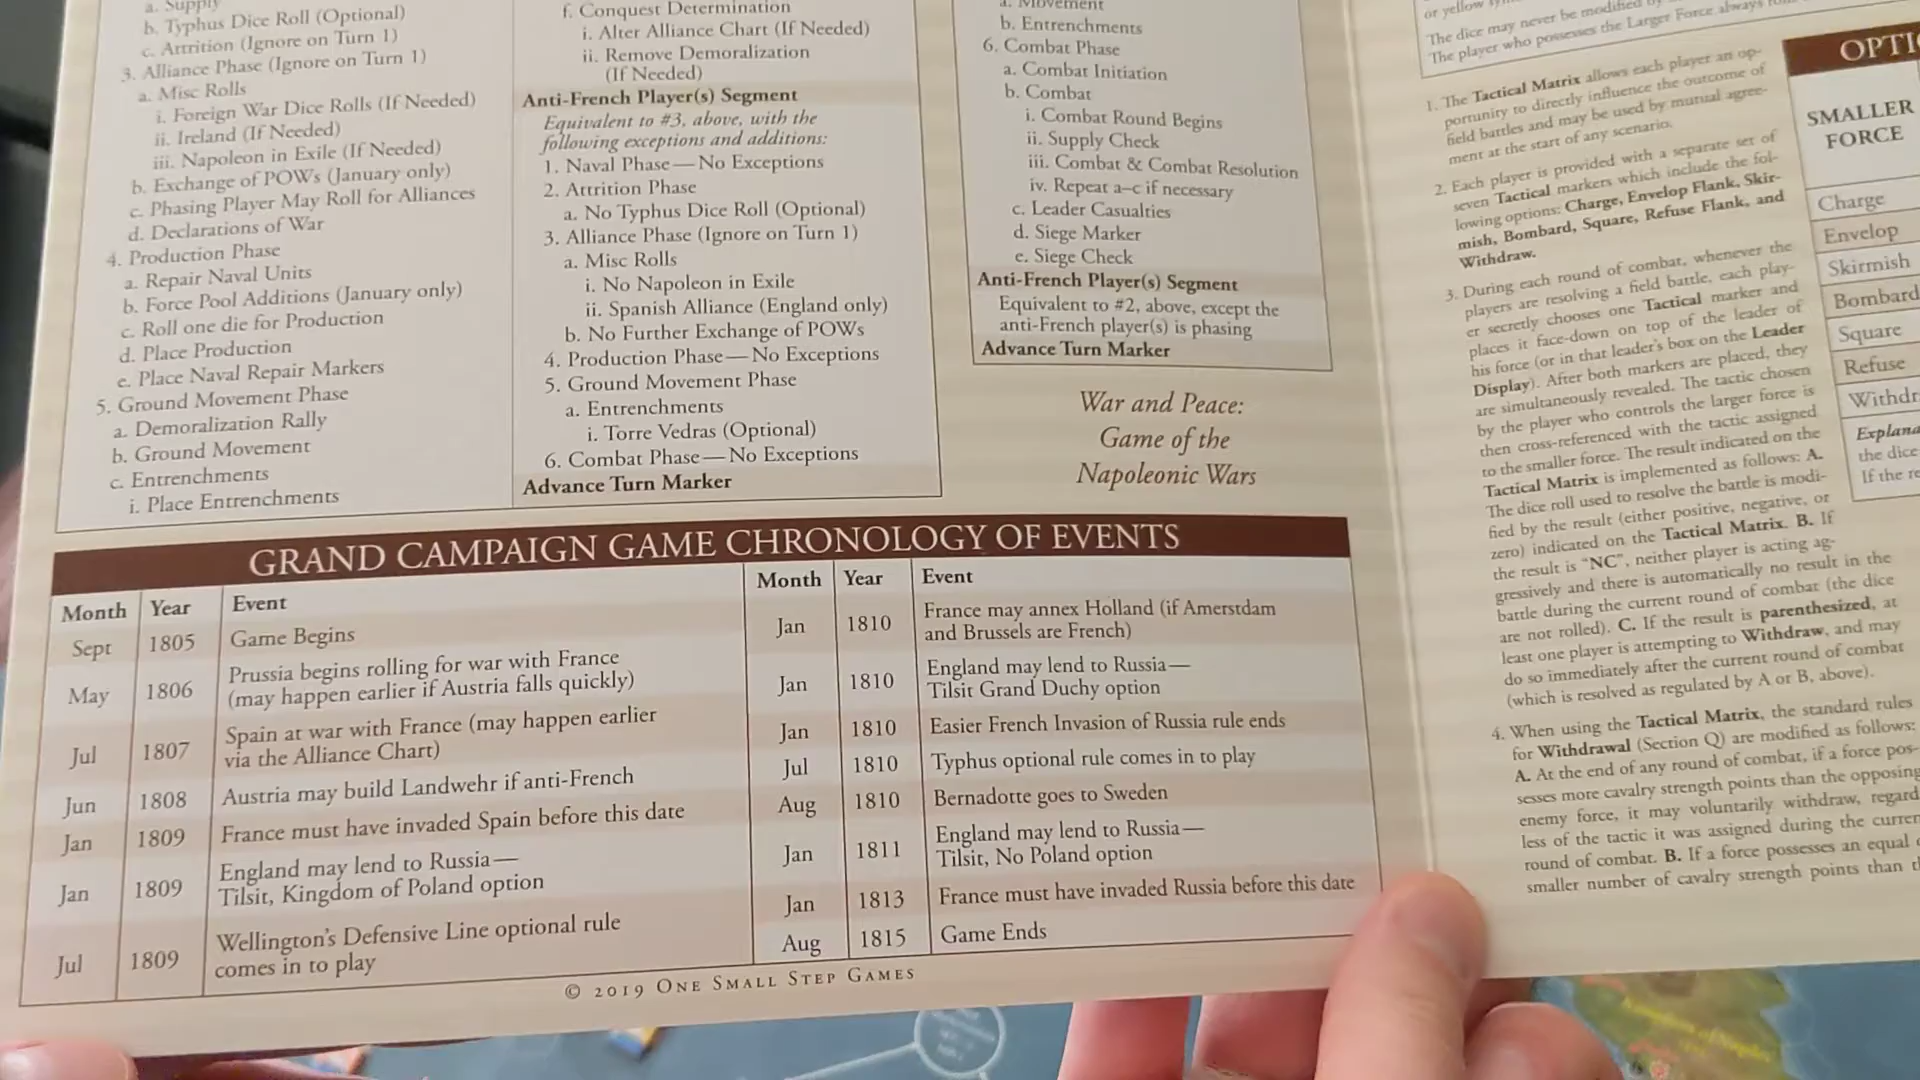 a. Supply
b. Typhus Dice Roll (Optional)
c. Attrition (Ignore on Turn 1)
3. Alliance Phase (Ignore on Turn 1)
a. Misc Rolls
i. Foreign War Dice Rolls (If Needed)
ii. Ireland (If Needed)
iii. Napoleon in Exile (If Needed)
b. Exchange of POWs (January only)
c. Phasing Player May Roll for Alliances
d. Declarations of War
4. Production Phase
a. Repair Naval Units
b. Force Pool Additions (January only)
c. Roll one die for Production
d. Place Production
e. Place Naval Repair Markers
5. Ground Movement Phase
a. Demoralization Rally
b. Ground Movement
c. Entrenchments
i. Place Entrenchments
f. Conquest Determination
i. Alter Alliance Chart (If Needed)
ii. Remove Demoralization
(If Needed)
Anti-French Player(s) Segment
Equivalent to #3, above, with the
following exceptions and additions:
1. Naval Phase—No Exceptions
2. Attrition Phase
a. No Typhus Dice Roll (Optional)
3. Alliance Phase (Ignore on Turn 1)
a. Misc Rolls
i. No Napoleon in Exile
ii. Spanish Alliance (England only)
b. No Further Exchange of POWs
4. Production Phase—No Exceptions
5. Ground Movement Phase
a. Entrenchments
i. Torre Vedras (Optional)
6. Combat Phase—No Exceptions
Advance Turn Marker
a. Movement
b. Entrenchments
6. Combat Phase
a. Combat Initiation
b. Combat
i. Combat Round Begins
ii. Supply Check
iii. Combat & Combat Resolution
iv. Repeat a–c if necessary
c. Leader Casualties
d. Siege Marker
e. Siege Check
Anti-French Player(s) Segment
Equivalent to #2, above, except the
anti-French player(s) is phasing
Advance Turn Marker
War and Peace:
Game of the
Napoleonic Wars
GRAND CAMPAIGN GAME CHRONOLOGY OF EVENTS
Month Year Event
Sept 1805 Game Begins
May 1806 Prussia begins rolling for war with France
(may happen earlier if Austria falls quickly)
Jul 1807 Spain at war with France (may happen earlier
via the Alliance Chart)
Jun 1808 Austria may build Landwehr if anti-French
Jan 1809 France must have invaded Spain before this date
Jan 1809 England may lend to Russia—
Tilsit, Kingdom of Poland option
Jul 1809 Wellington's Defensive Line optional rule
comes in to play
Month Year Event
Jan 1810 France may annex Holland (if Amerstdam
and Brussels are French)
Jan 1810 England may lend to Russia—
Tilsit Grand Duchy option
Jan 1810 Easier French Invasion of Russia rule ends
Jul 1810 Typhus optional rule comes in to play
Aug 1810 Bernadotte goes to Sweden
Jan 1811 England may lend to Russia—
Tilsit, No Poland option
Jan 1813 France must have invaded Russia before this date
Aug 1815 Game Ends
© 2019 ONE SMALL STEP GAMES
or yellow
The dice may never be modified by
The player who possesses the Larger Force always
1. The Tactical Matrix allows each player an op-
portunity to directly influence the outcome of
field battles and may be used by mutual agree-
ment at the start of any scenario.
2. Each player is provided with a separate set of
seven Tactical markers which include the fol-
lowing options: Charge, Envelop Flank, Skir-
mish, Bombard, Square, Refuse Flank, and
Withdraw.
3. During each round of combat, whenever the
players are resolving a field battle, each play-
er secretly chooses one Tactical marker and
places it face-down on top of the leader of
his force (or in that leader's box on the Leader
Display). After both markers are placed, they
are simultaneously revealed. The tactic chosen
by the player who controls the larger force is
then cross-referenced with the tactic assigned
to the smaller force. The result indicated on the
Tactical Matrix is implemented as follows: A.
The dice roll used to resolve the battle is modi-
fied by the result (either positive, negative, or
zero) indicated on the Tactical Matrix. B. If
the result is "NC", neither player is acting ag-
gressively and there is automatically no result in the
battle during the current round of combat (the dice
are not rolled). C. If the result is parenthesized, at
least one player is attempting to Withdraw, and may
do so immediately after the current round of combat
(which is resolved as regulated by A or B, above).
4. When using the Tactical Matrix, the standard rules
for Withdrawal (Section Q) are modified as follows:
A. At the end of any round of combat, if a force pos-
sesses more cavalry strength points than the opposing
enemy force, it may voluntarily withdraw, regard-
less of the tactic it was assigned during the curren
round of combat. B. If a force possesses an equal
smaller number of cavalry strength points than
OPTI
SMALLER
FORCE
Charge
Envelop
Skirmish
Bombard
Square
Refuse
Withdr
Explana
the dice
If the re